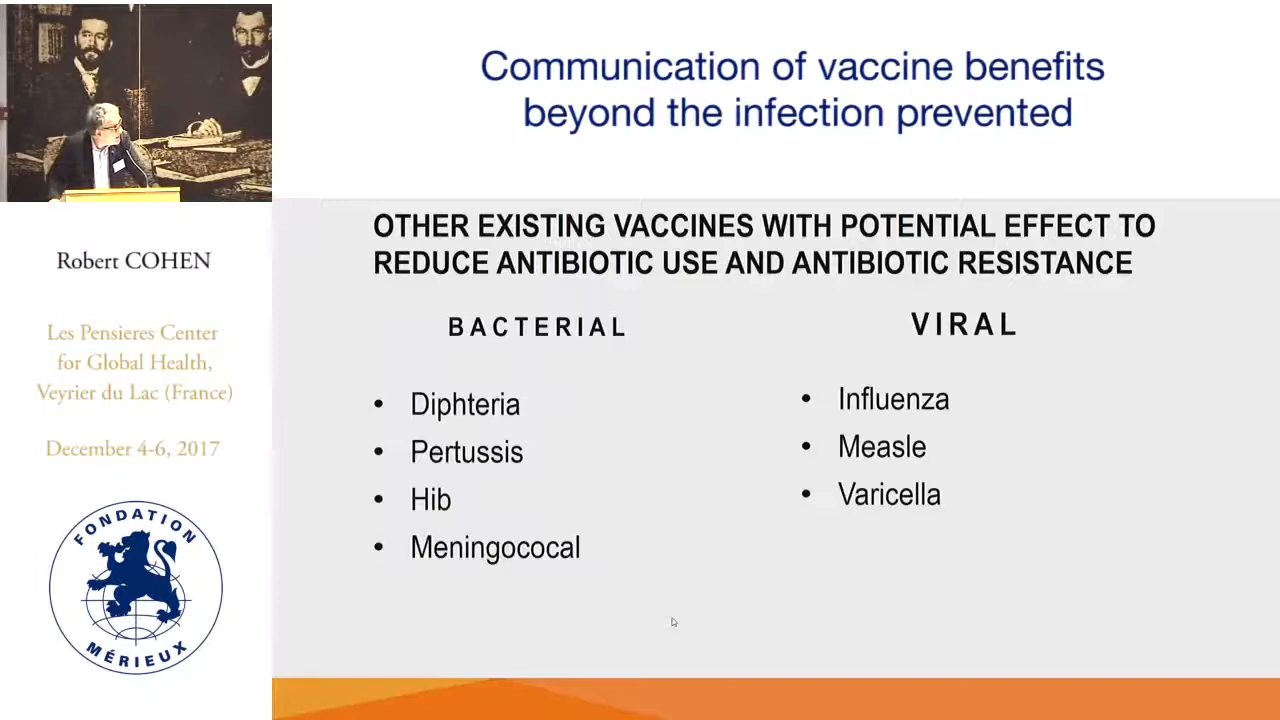 Communication of vaccine benefits
beyond the infection prevented
Robert COHEN
Les Pensieres Center
for Global Health,
Veyrier du Lac (France)
December 4-6, 2017
FONDATION
MÉRIEUX
OTHER EXISTING VACCINES WITH POTENTIAL EFFECT TO
REDUCE ANTIBIOTIC USE AND ANTIBIOTIC RESISTANCE
BACTERIAL
• Diphteria
• Pertussis
• Hib
• Meningococal
VIRAL
• Influenza
• Measle
• Varicella